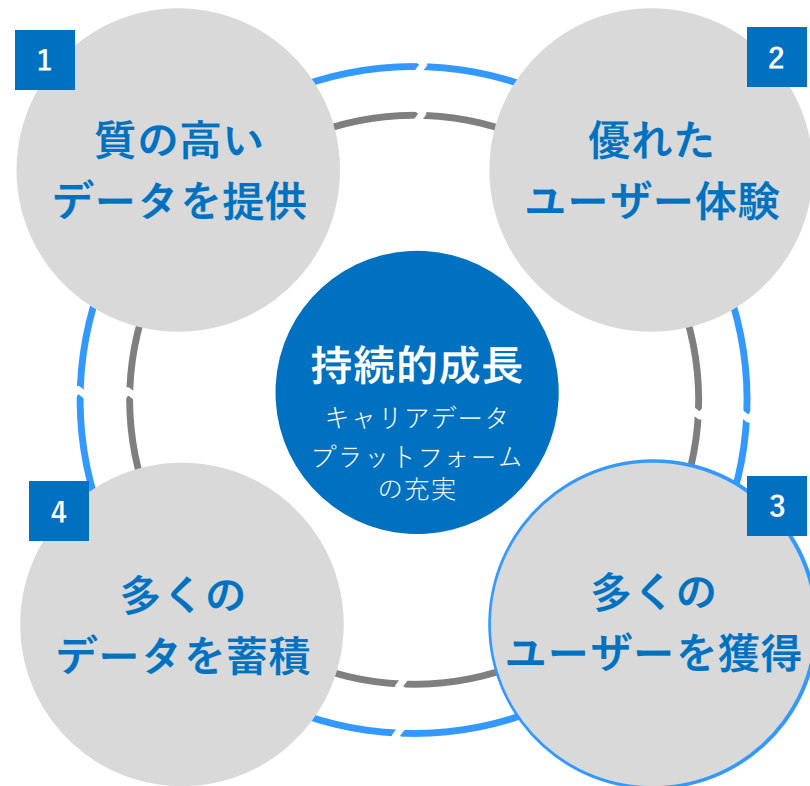 1
質の高い
データを提供
2
優れた
ユーザー体験
持続的成長
キャリアデータ
プラットフォーム
の充実
3
多くの
ユーザーを獲得
4
多くの
データを蓄積